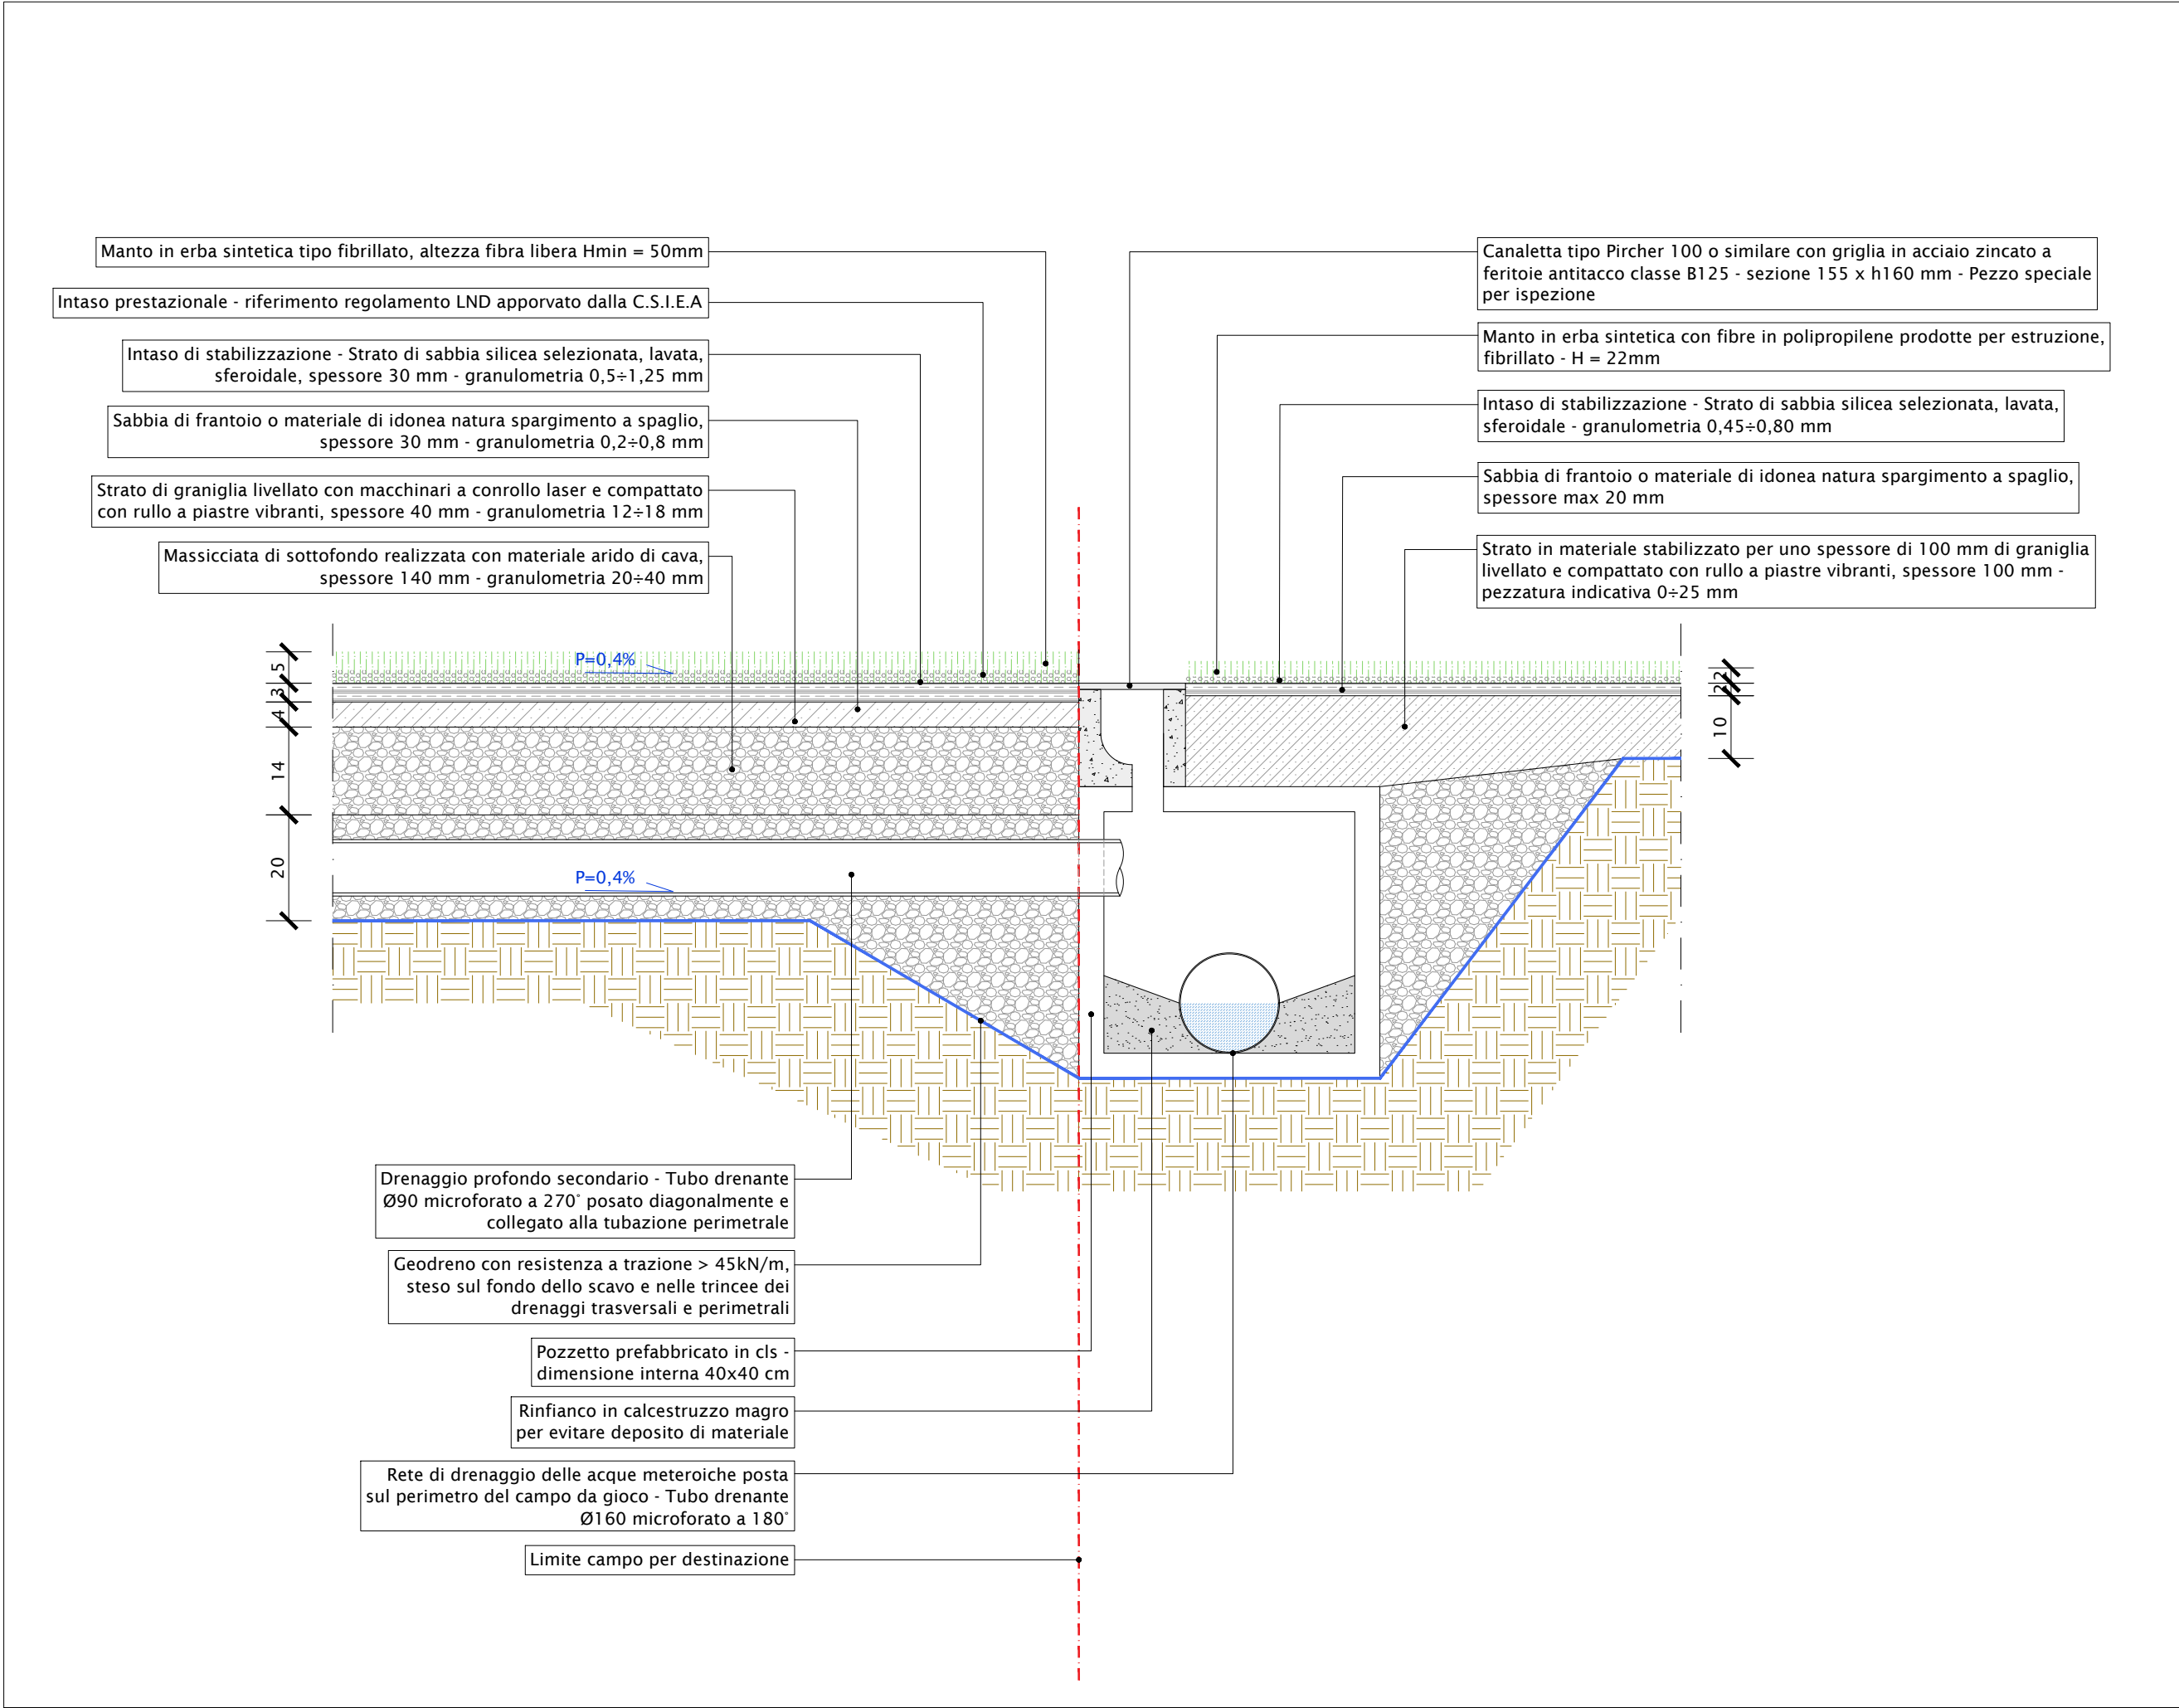 Manto in erba sintetica tipo fibrillato, altezza fibra libera Hmin = 50mm
Intaso prestazionale - riferimento regolamento LND apporvato dalla C.S.I.E.A
Intaso di stabilizzazione - Strato di sabbia silicea selezionata, lavata,
sferoidale, spessore 30 mm - granulometria 0,5÷1,25 mm
Sabbia di frantoio o materiale di idonea natura spargimento a spaglio,
spessore 30 mm - granulometria 0,2÷0,8 mm
Strato di graniglia livellato con macchinari a conrollo laser e compattato
con rullo a piastre vibranti, spessore 40 mm - granulometria 12÷18 mm
Massicciata di sottofondo realizzata con materiale arido di cava,
spessore 140 mm - granulometria 20÷40 mm
Canaletta tipo Pircher 100 o similare con griglia in acciaio zincato a
feritoie antitacco classe B125 - sezione 155 x h160 mm - Pezzo speciale
per ispezione
Manto in erba sintetica con fibre in polipropilene prodotte per estruzione,
fibrillato - H = 22mm
Intaso di stabilizzazione - Strato di sabbia silicea selezionata, lavata,
sferoidale - granulometria 0,45÷0,80 mm
Sabbia di frantoio o materiale di idonea natura spargimento a spaglio,
spessore max 20 mm
Strato in materiale stabilizzato per uno spessore di 100 mm di graniglia
livellato e compattato con rullo a piastre vibranti, spessore 100 mm -
pezzatura indicativa 0÷25 mm
5
3
4
14
20
P=0,4%
P=0,4%
2
2
10
Drenaggio profondo secondario - Tubo drenante
Ø90 microforato a 270° posato diagonalmente e
collegato alla tubazione perimetrale
Geodreno con resistenza a trazione > 45kN/m,
steso sul fondo dello scavo e nelle trincee dei
drenaggi trasversali e perimetrali
Pozzetto prefabbricato in cls -
dimensione interna 40x40 cm
Rinfianco in calcestruzzo magro
per evitare deposito di materiale
Rete di drenaggio delle acque meteroiche posta
sul perimetro del campo da gioco - Tubo drenante
Ø160 microforato a 180°
Limite campo per destinazione